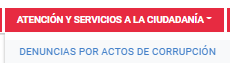 ATENCIÓN Y SERVICIOS A LA CIUDADANÍA
DENUNCIAS POR ACTOS DE CORRUPCIÓN